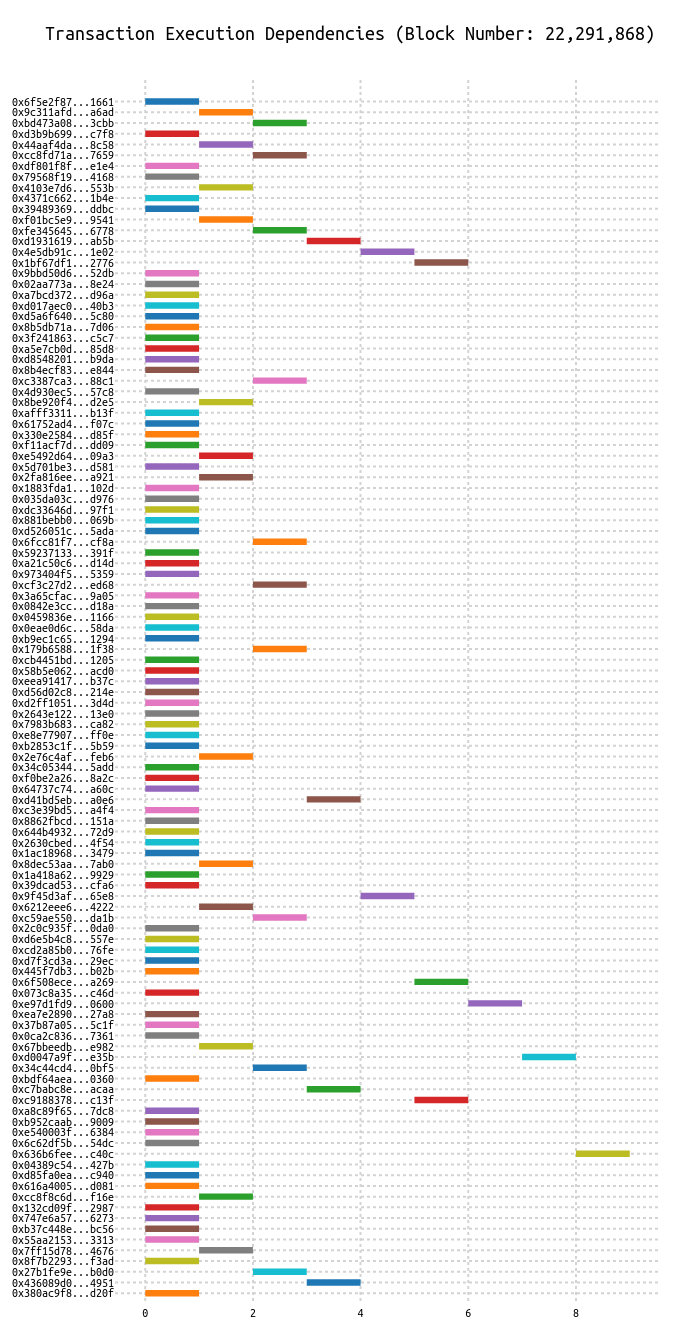 Transaction Execution Dependencies (Block Number: 22,291,868)
0x6f5e2f87...1661
0x9c311afd...a6ad
0xbd473a08...3cbb
0xd3b9b699...c7f8
0x44aaf4da...8c58
0xcc8fd71a...7659
0xdf801f8f...e1e4
0x79568f19...4168
0x4103e7d6...553b
0x4371c662...1b4e
0x39489369...ddbc
0xf01bc5e9...9541
0xfe345645...6778
0xd1931619...ab5b
0x4e5db91c...1e02
0x1bf67df1...2776
0x9bbd50d6...52db
0x02aa773a...8e24
0xa7bcd372...d96a
0xd017aec0...40b3
0xd5a6f640...5c80
0x8b5db71a...7d06
0x3f241863...c5c7
0xa5e7cb0d...85d8
0xd8548201...b9da
0x8b4ecf83...e844
0xc3387ca3...88c1
0x4d930ec5...57c8
0x8be920f4...d2e5
0xafff3311...b13f
0x61752ad4...f07c
0x330e2584...d85f
0xf11acf7d...dd09
0xe5492d64...09a3
0x5d701be3...d581
0x2fa816ee...a921
0x1883fda1...102d
0x035da03c...d976
0xdc33646d...97f1
0x881bebb0...069b
0xd526051c...5ada
0x6fcc81f7...cf8a
0x59237133...391f
0xa21c50c6...d14d
0x973404f5...5359
0xcf3c27d2...ed68
0x3a65cfac...9a05
0x0842e3cc...d18a
0x0459836e...1166
0x0eae0d6c...58da
0xb9ec1c65...1294
0x179b6588...1f38
0xcb4451bd...1205
0x58b5e062...acd0
0xeea91417...b37c
0xd56d02c8...214e
0xd2ff1051...3d4d
0x2643e122...13e0
0x7983b683...ca82
0xe8e77907...ff0e
0xb2853c1f...5b59
0x2e76c4af...feb6
0x34c05344...5add
0xf0be2a26...8a2c
0x64737c74...a60c
0xd41bd5eb...a0e6
0xc3e39bd5...a4f4
0x8862fbcd...151a
0x644b4932...72d9
0x2630cbed...4f54
0x1ac18968...3479
0x8dec53aa...7ab0
0x1a418a62...9929
0x39dcad53...cfa6
0x9f45d3af...65e8
0x6212eee6...4222
0xc59ae550...da1b
0x2c0c935f...0da0
0xd6e5b4c8...557e
0xcd2a85b0...76fe
0xd7f3cd3a...29ec
0x445f7db3...b02b
0x6f508ece...a269
0x073c8a35...c46d
0xe97d1fd9...0600
0xea7e2890...27a8
0x37b87a05...5c1f
0x0ca2c836...7361
0x67bbeedb...e982
0xd0047a9f...e35b
0x34c44cd4...0bf5
0xbdf64aea...0360
0xc7babc8e...acaa
0xc9188378...c13f
0xa8c89f65...7dc8
0xb952caab...9009
0xe540003f...6384
0x6c62df5b...54dc
0x636b6fee...c40c
0x04389c54...427b
0xd85fa0ea...c940
0x616a4005...d081
0xcc8f8c6d...f16e
0x132cd09f...2987
0x747e6a57...6273
0xb37c448e...bc56
0x55aa2153...3313
0x7ff15d78...4676
0x8f7b2293...f3ad
0x27b1fe9e...b0d0
0x436089d0...4951
0x380ac9f8...d20f
0 2 4 6 8